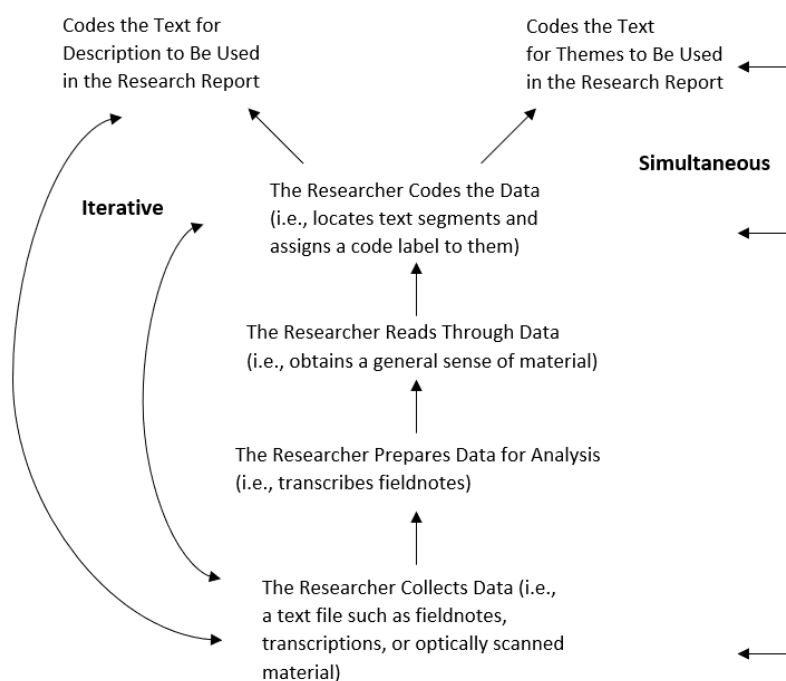 Codes the Text for
Description to Be Used
in the Research Report
Codes the Text
for Themes to Be Used
in the Research Report
Simultaneous
Iterative
The Researcher Codes the Data
(i.e., locates text segments and
assigns a code label to them)
The Researcher Reads Through Data
(i.e., obtains a general sense of material)
The Researcher Prepares Data for Analysis
(i.e., transcribes fieldnotes)
The Researcher Collects Data (i.e.,
a text file such as fieldnotes,
transcriptions, or optically scanned
material)